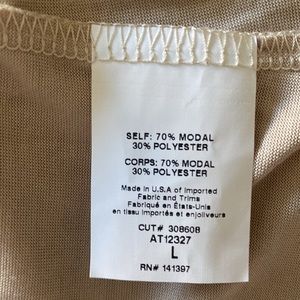 SELF: 70% MODAL
30% POLYESTER
CORPS: 70% MODAL
30% POLYESTER
Made in U.S.A of Imported
Fabric and Trims
Fabriqué en États-Unis
en tissu importés et enjoliveurs
CUT# 30860B
AT12327
L
RN# 141397